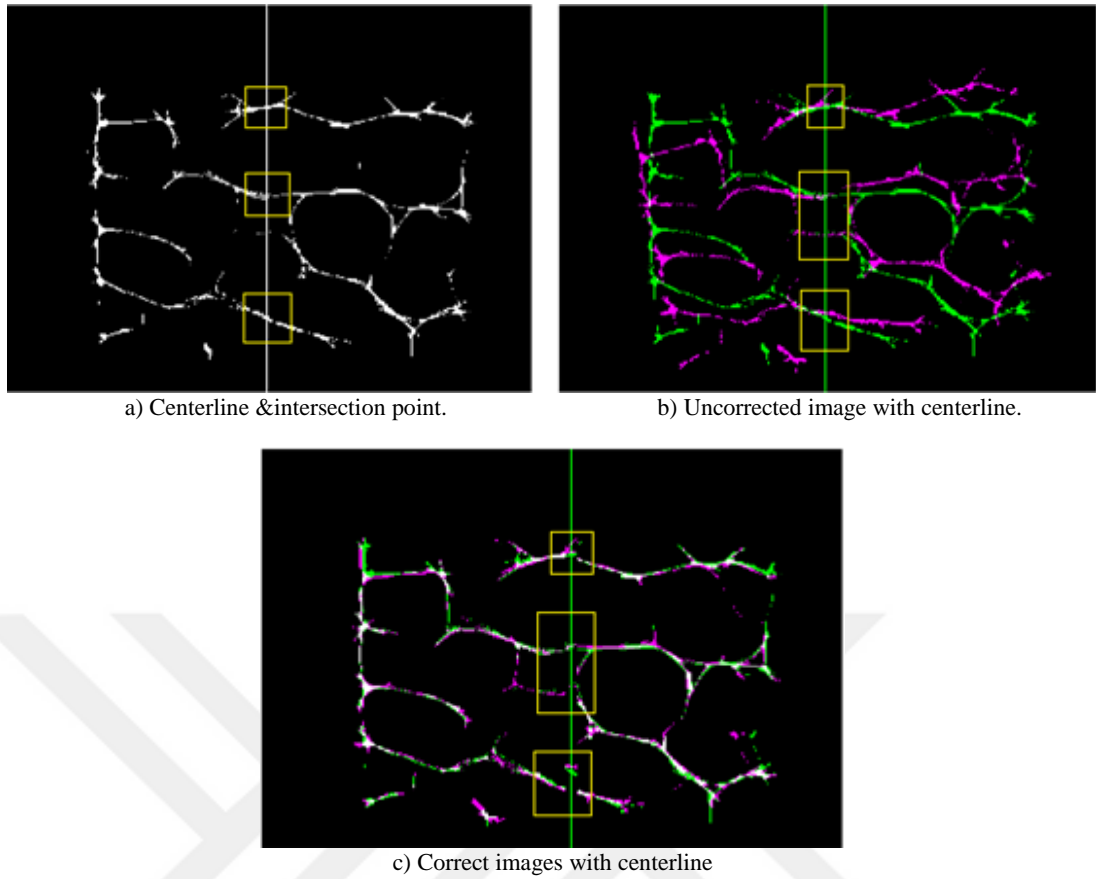 a) Centerline &intersection point.
b) Uncorrected image with centerline.
c) Correct images with centerline